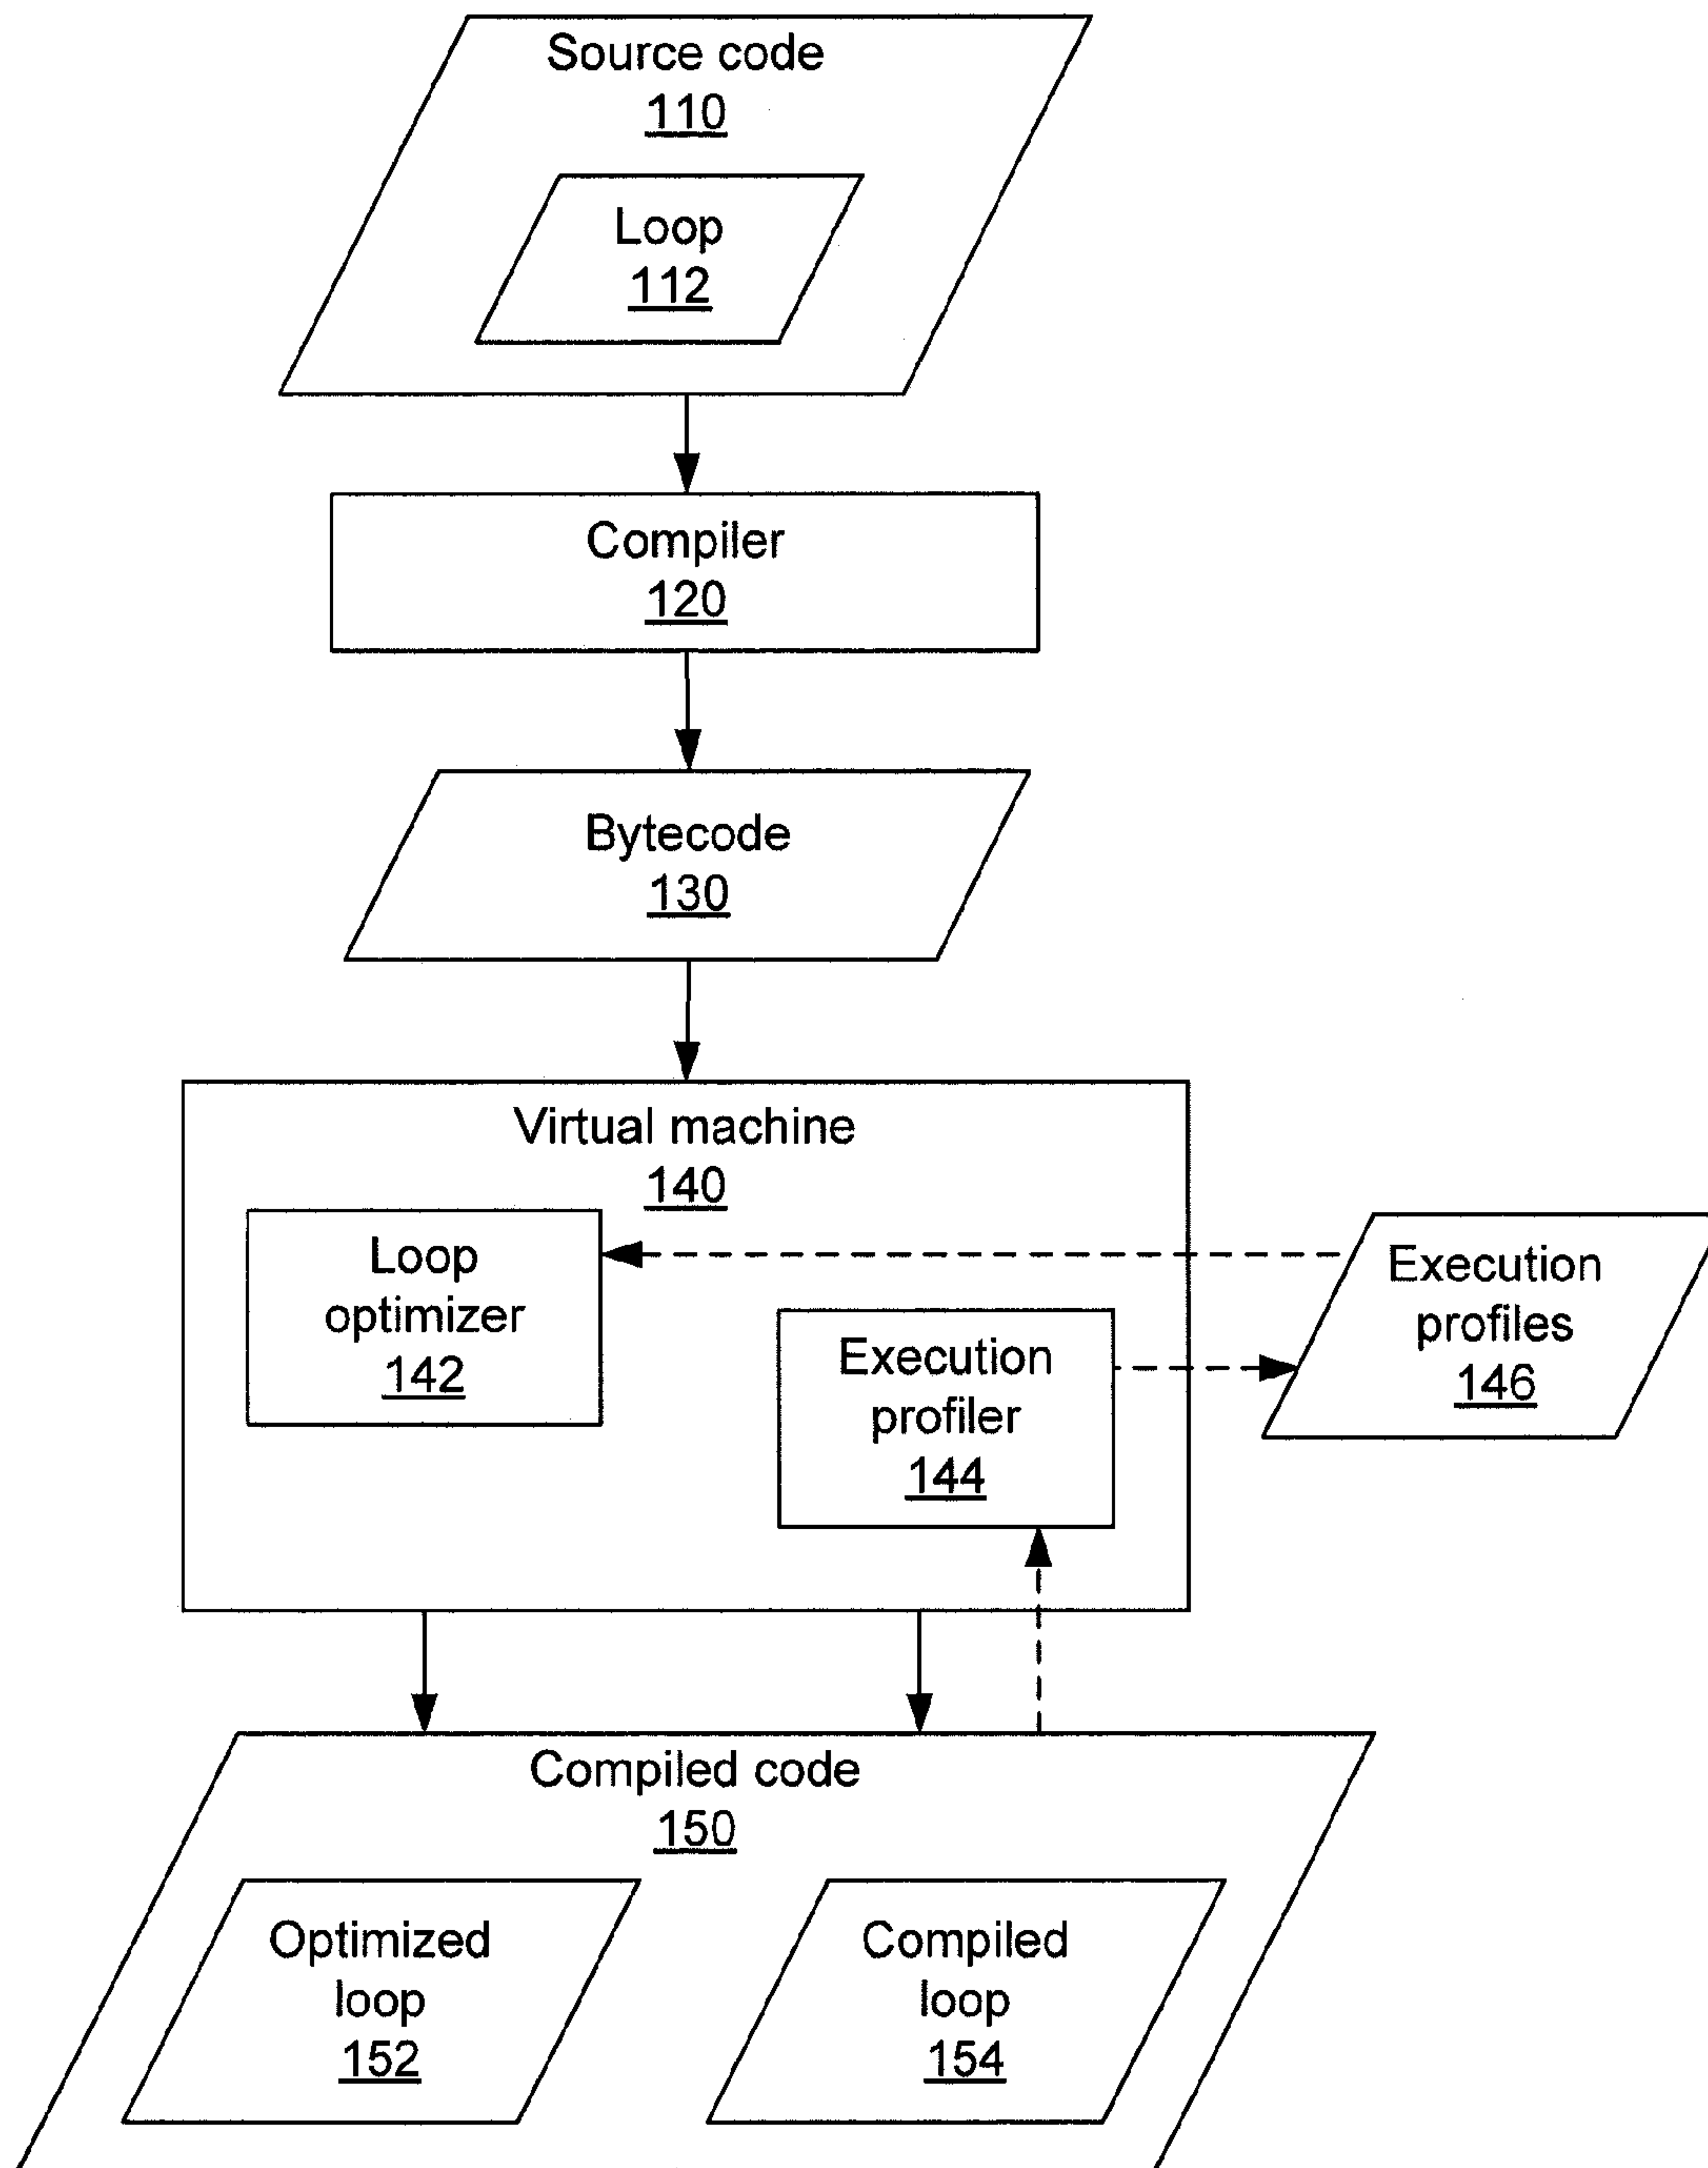 Source code
110
Loop
112
Compiler
120
Bytecode
130
Virtual machine
140
Loop
optimizer
142
Execution
profiler
144
Execution
profiles
146
Compiled code
150
Optimized
loop
152
Compiled
loop
154